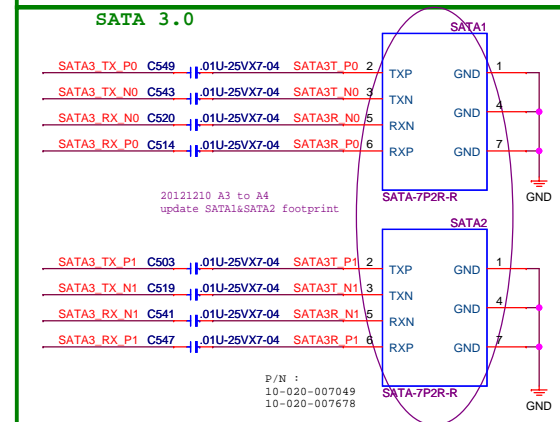 SATA 3.0
SATA1
SATA3_TX_P0 C549 .01U-25VX7-04 SATA3T_P0 2 TXP GND 1
SATA3_TX_N0 C543 .01U-25VX7-04 SATA3T_N0 3 TXN GND 4
SATA3_RX_N0 C520 .01U-25VX7-04 SATA3R_N0 5 RXN
SATA3_RX_P0 C514 .01U-25VX7-04 SATA3R_P0 6 RXP GND 7
20121210 A3 to A4
update SATA1&SATA2 footprint
SATA-7P2R-R
GND
SATA2
SATA3_TX_P1 C503 .01U-25VX7-04 SATA3T_P1 2 TXP GND 1
SATA3_TX_N1 C519 .01U-25VX7-04 SATA3T_N1 3 TXN GND 4
SATA3_RX_N1 C541 .01U-25VX7-04 SATA3R_N1 5 RXN
SATA3_RX_P1 C547 .01U-25VX7-04 SATA3R_P1 6 RXP GND 7
P/N :
10-020-007049
10-020-007678
SATA-7P2R-R
GND